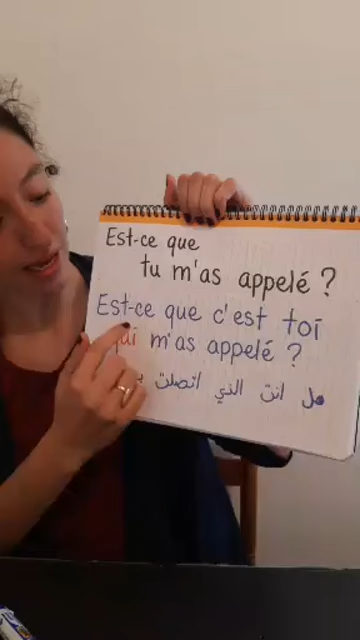 Est-ce que
tu m'as appelé ?
Est-ce que c'est toi
qui m'as appelé ?
هل انت الذي اتصلت